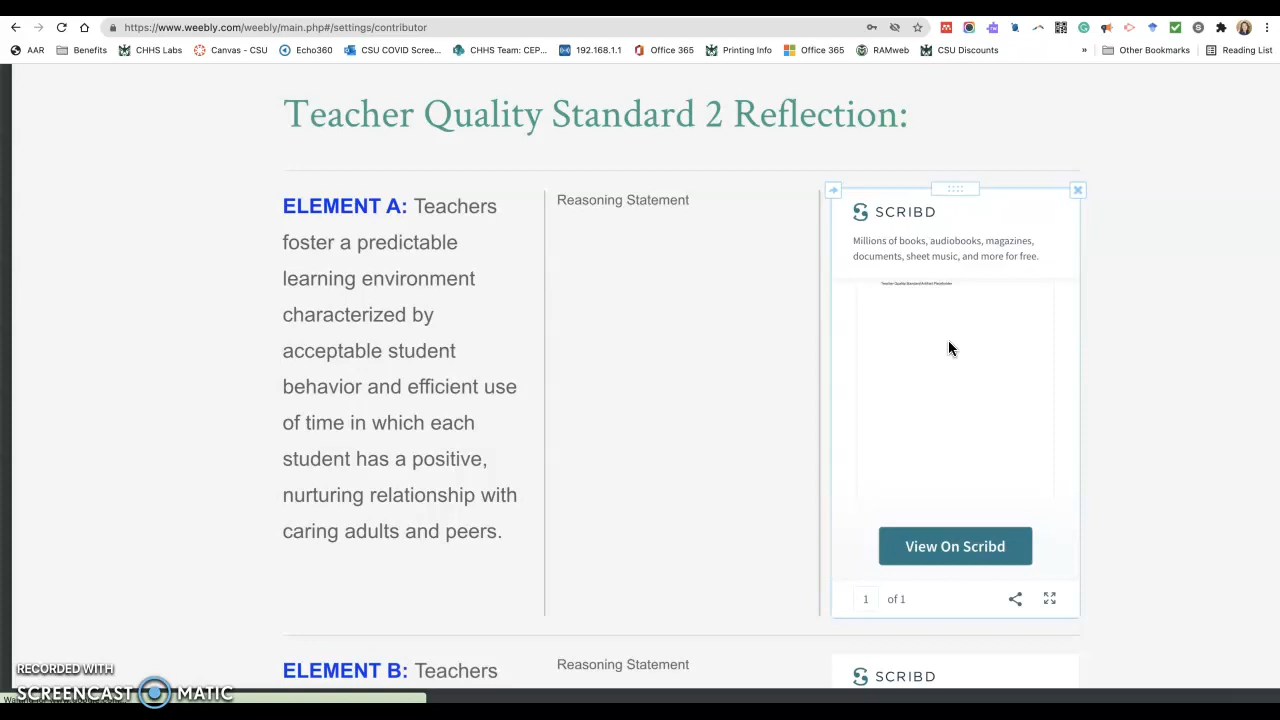 https://www.weebly.com/weebly/main.php#/settings/contributor
AAR Benefits CHHS Labs Canvas - CSU Echo360 CSU COVID Scree... CHHS Team: CEP... 192.168.1.1 Office 365 Printing Info Office 365 RAMweb CSU Discounts » Other Bookmarks Reading List
Teacher Quality Standard 2 Reflection:
ELEMENT A: Teachers
foster a predictable
learning environment
characterized by
acceptable student
behavior and efficient use
of time in which each
student has a positive,
nurturing relationship with
caring adults and peers.
Reasoning Statement
SCRIBD
Millions of books, audiobooks, magazines,
documents, sheet music, and more for free.
Teacher Quality Standard Artifact Placeholder
View On Scribd
1 of 1
ELEMENT B: Teachers
Reasoning Statement
SCRIBD
RECORDED WITH
SCREENCAST MATIC